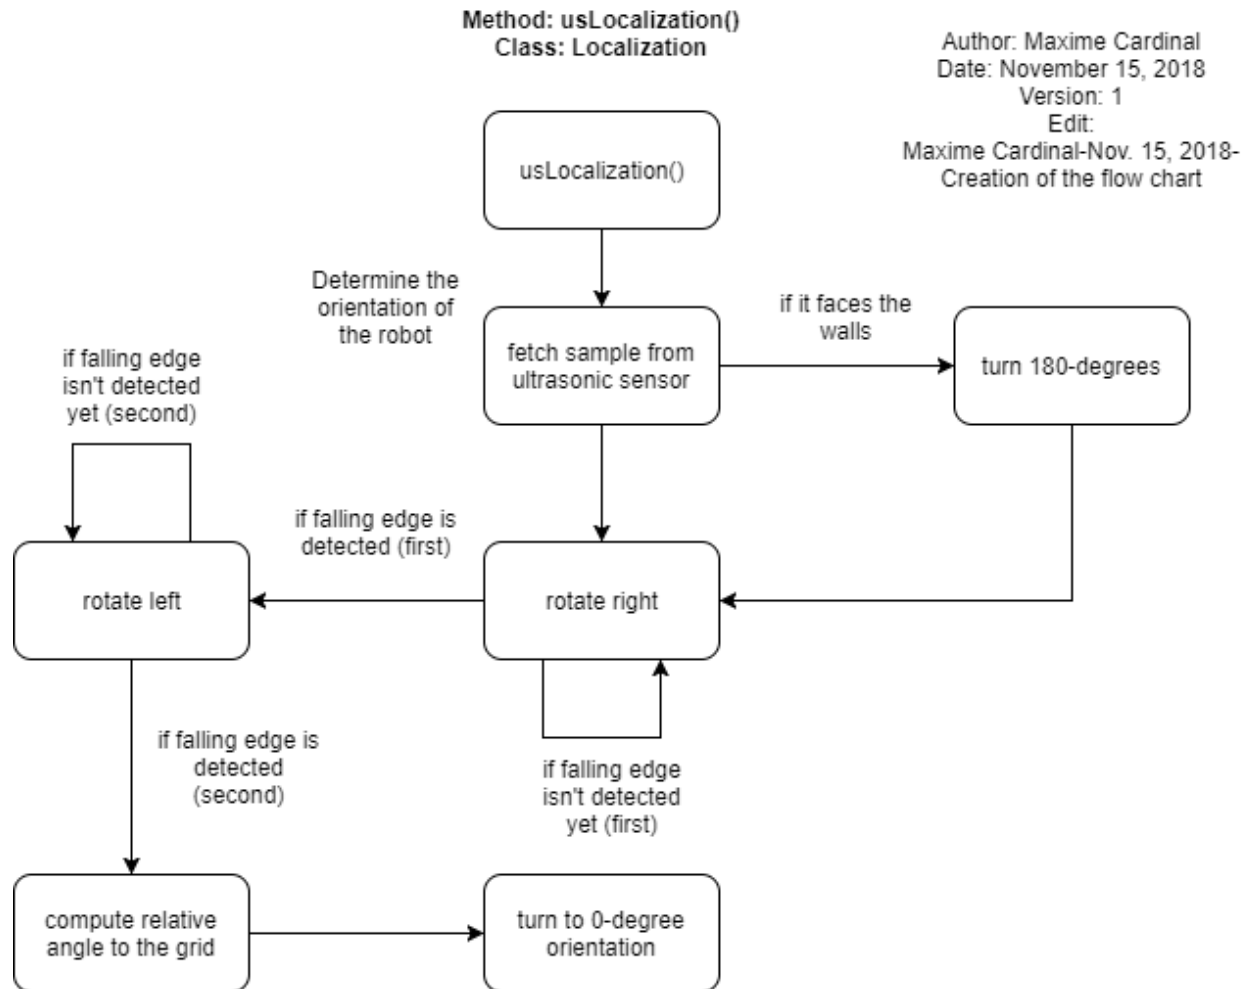 Method: usLocalization()
Class: Localization
Author: Maxime Cardinal
Date: November 15, 2018
Version: 1
Edit:
Maxime Cardinal-Nov. 15, 2018-
Creation of the flow chart
usLocalization()
Determine the
orientation of
the robot
if it faces the
walls
fetch sample from
ultrasonic sensor
turn 180-degrees
if falling edge
isn't detected
yet (second)
if falling edge is
detected (first)
rotate left
rotate right
if falling edge is
detected
(second)
if falling edge
isn't detected
yet (first)
compute relative
angle to the grid
turn to 0-degree
orientation